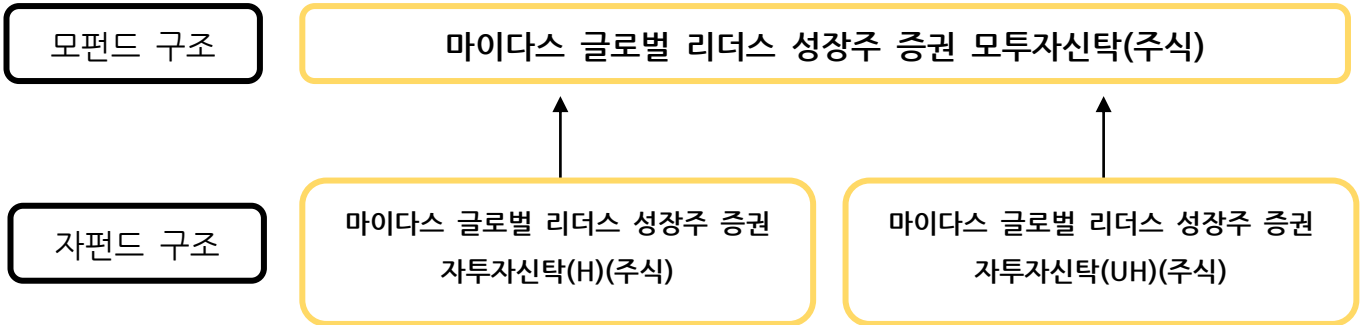 모펀드 구조
마이다스 글로벌 리더스 성장주 증권 모투자신탁(주식)
자펀드 구조
마이다스 글로벌 리더스 성장주 증권
자투자신탁(H)(주식)
마이다스 글로벌 리더스 성장주 증권
자투자신탁(UH)(주식)